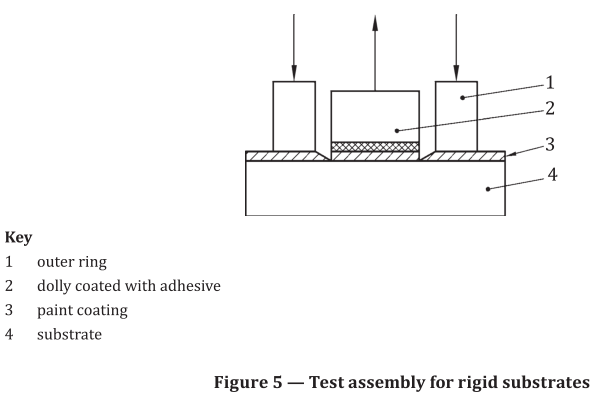 1
2
3
4
Key
1 outer ring
2 dolly coated with adhesive
3 paint coating
4 substrate
Figure 5 — Test assembly for rigid substrates